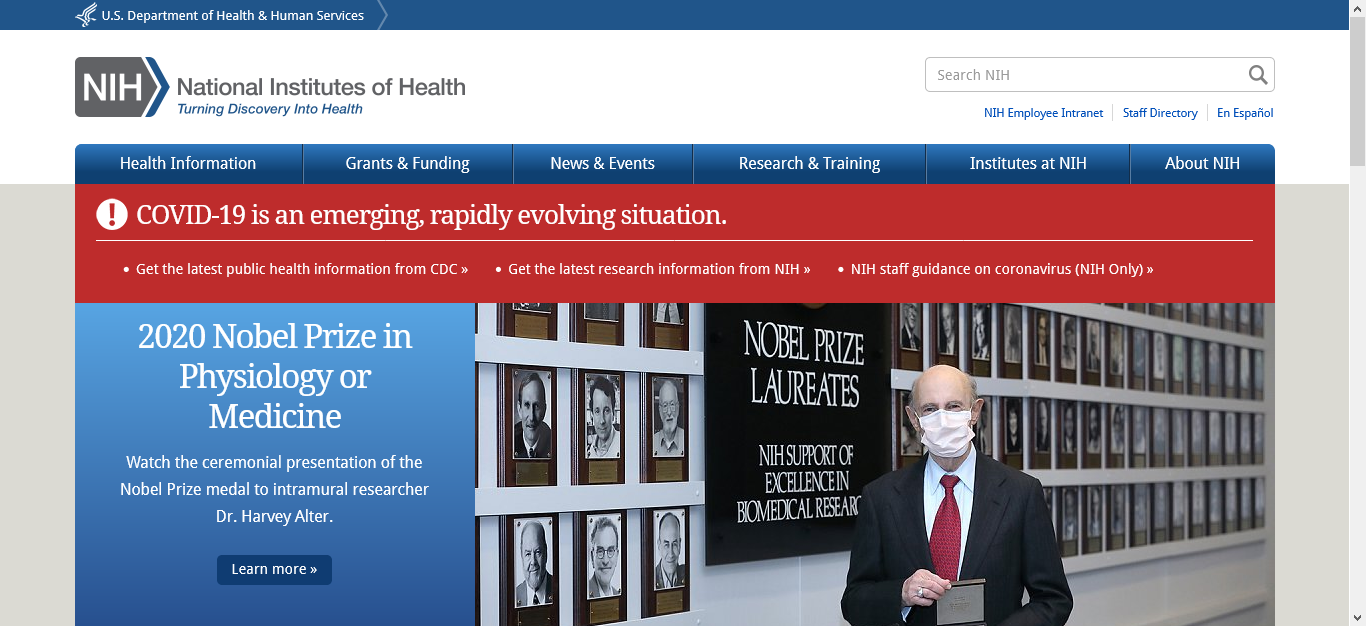 U.S. Department of Health & Human Services
NIH National Institutes of Health
Turning Discovery Into Health
Search NIH
NIH Employee Intranet Staff Directory En Español
Health Information Grants & Funding News & Events Research & Training Institutes at NIH About NIH
COVID-19 is an emerging, rapidly evolving situation.
• Get the latest public health information from CDC » • Get the latest research information from NIH » • NIH staff guidance on coronavirus (NIH Only) »
2020 Nobel Prize in
Physiology or
Medicine
Watch the ceremonial presentation of the
Nobel Prize medal to intramural researcher
Dr. Harvey Alter.
Learn more »
NOBEL PRIZE
LAUREATES
NIH SUPPORT OF
EXCELLENCE IN
BIOMEDICAL RESEARC